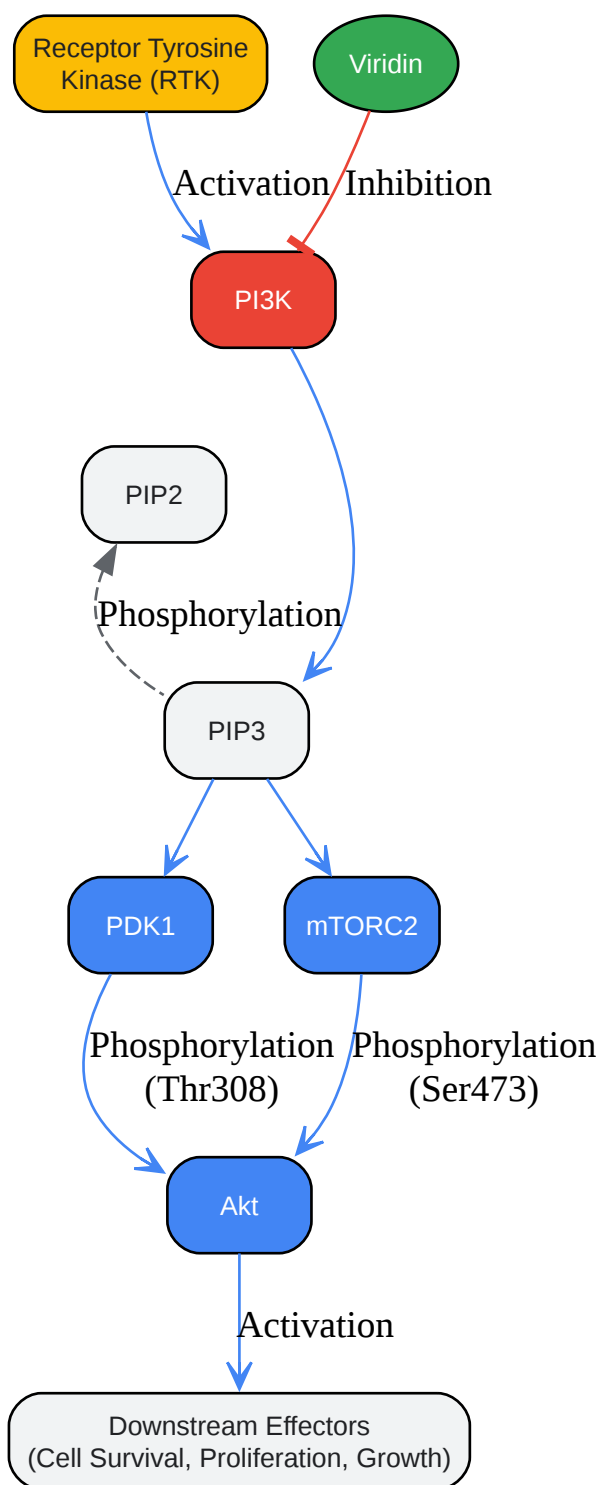 Receptor Tyrosine
Kinase (RTK)
Viridin
Activation
Inhibition
PI3K
PIP2
Phosphorylation
PIP3
PDK1
mTORC2
Phosphorylation
(Thr308)
Phosphorylation
(Ser473)
Akt
Activation
Downstream Effectors
(Cell Survival, Proliferation, Growth)